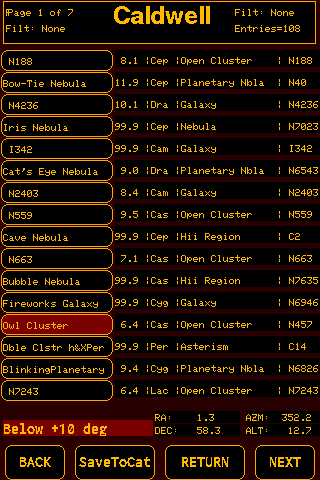 Page 1 of 7 Caldwell Filt: None
Filt: None Entries=108
N188 8.1 ¦Cep ¦Open Cluster ¦ N188
Bow-Tie Nebula 11.9 ¦Cep ¦Planetary Nbla ¦ N40
N4236 10.1 ¦Dra ¦Galaxy ¦ N4236
Iris Nebula 99.9 ¦Cep ¦Nebula ¦ N7023
I342 99.9 ¦Cam ¦Galaxy ¦ I342
Cat's Eye Nebula 9.0 ¦Dra ¦Planetary Nbla ¦ N6543
N2403 8.4 ¦Cam ¦Galaxy ¦ N2403
N559 9.5 ¦Cas ¦Open Cluster ¦ N559
Cave Nebula 99.9 ¦Cep ¦Hii Region ¦ C2
N663 7.1 ¦Cas ¦Open Cluster ¦ N663
Bubble Nebula 99.9 ¦Cas ¦Hii Region ¦ N7635
Fireworks Galaxy 99.9 ¦Cyg ¦Galaxy ¦ N6946
Owl Cluster 6.4 ¦Cas ¦Open Cluster ¦ N457
Dble Clstr h&XPer 99.9 ¦Per ¦Asterism ¦ C14
BlinkingPlanetary 9.4 ¦Cyg ¦Planetary Nbla ¦ N6826
N7243 6.4 ¦Lac ¦Open Cluster ¦ N7243
RA: 1.3 AZM: 352.2
Below +10 deg DEC: 58.3 ALT: 12.7
BACK SaveToCat RETURN NEXT